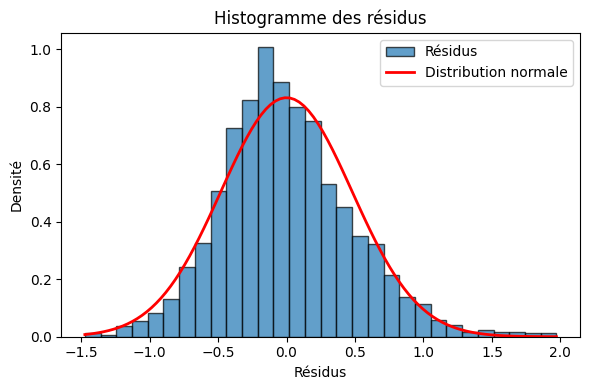 Histogramme des résidus
Résidus
Distribution normale
Densité
1.0
0.8
0.6
0.4
0.2
0.0
−1.5 −1.0 −0.5 0.0 0.5 1.0 1.5 2.0
Résidus